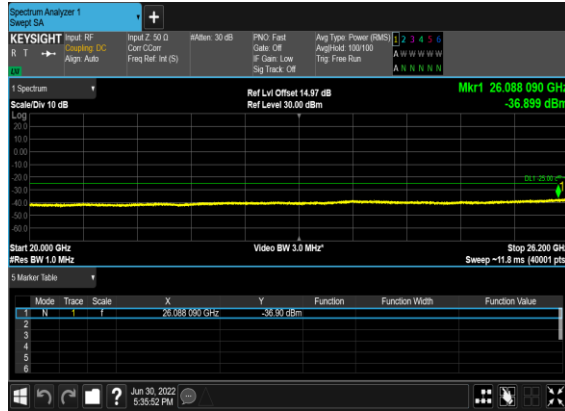 Spectrum Analyzer 1
Swept SA
KEYSIGHT Input: RF Input Z: 50 Ω #Atten: 30 dB PNO: Fast Avg Type: Power (RMS) 1 2 3 4 5 6
R T Coupling: DC Corr CCorr Gate: Off Avg|Hold: 100/100 A W W W W W
Align: Auto Freq Ref: Int (S) IF Gain: Low Trig: Free Run
Sig Track: Off A N N N N N
1 Spectrum Ref Lvl Offset 14.97 dB Mkr1 26.088 090 GHz
Scale/Div 10 dB Ref Level 30.00 dBm -36.899 dBm
Log
20.0
10.0
0.00
-10.0
-20.0
DL1 -25.00
-30.0
1
-40.0
-50.0
-60.0
Start 20.000 GHz Video BW 3.0 MHz* Stop 26.200 GH
#Res BW 1.0 MHz Sweep ~11.8 ms (40001 pts
5 Marker Table
Mode Trace Scale X Y Function Function Width Function Value
1 N 1 f 26.088 090 GHz -36.90 dBm
2
3
4
5
6
? Jun 30, 2022
5:35:52 PM